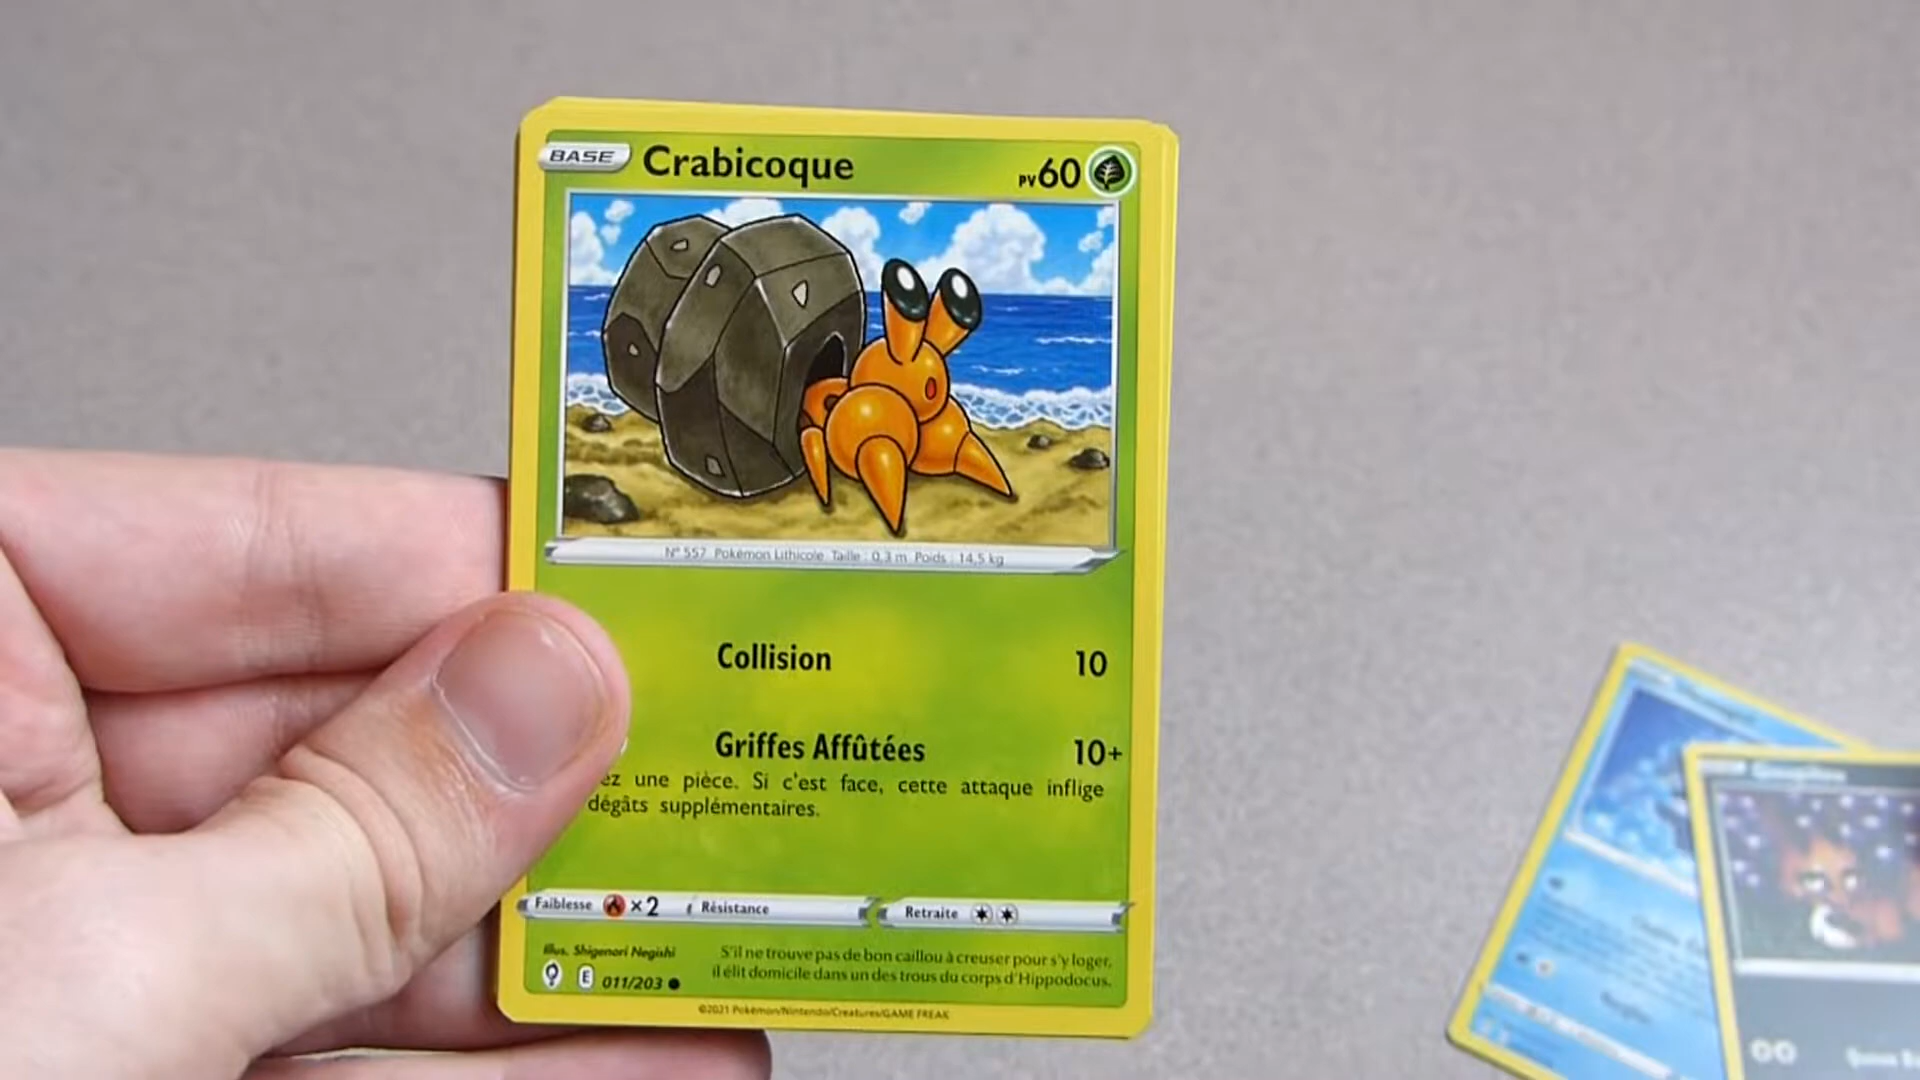 BASE Crabicoque PV60
N° 557 Pokémon Lithicole Taille : 0,3 m Poids : 14,5 kg
Collision 10
Griffes Affûtées 10+
ez une pièce. Si c'est face, cette attaque inflige
dégâts supplémentaires.
Faiblesse ×2 Résistance Retraite
Illus. Shigenori Negishi
S'il ne trouve pas de bon caillou à creuser pour s'y loger,
il élit domicile dans un des trous du corps d'Hippodocus.
E 011/203
©2021 Pokémon/Nintendo/Creatures/GAME FREAK